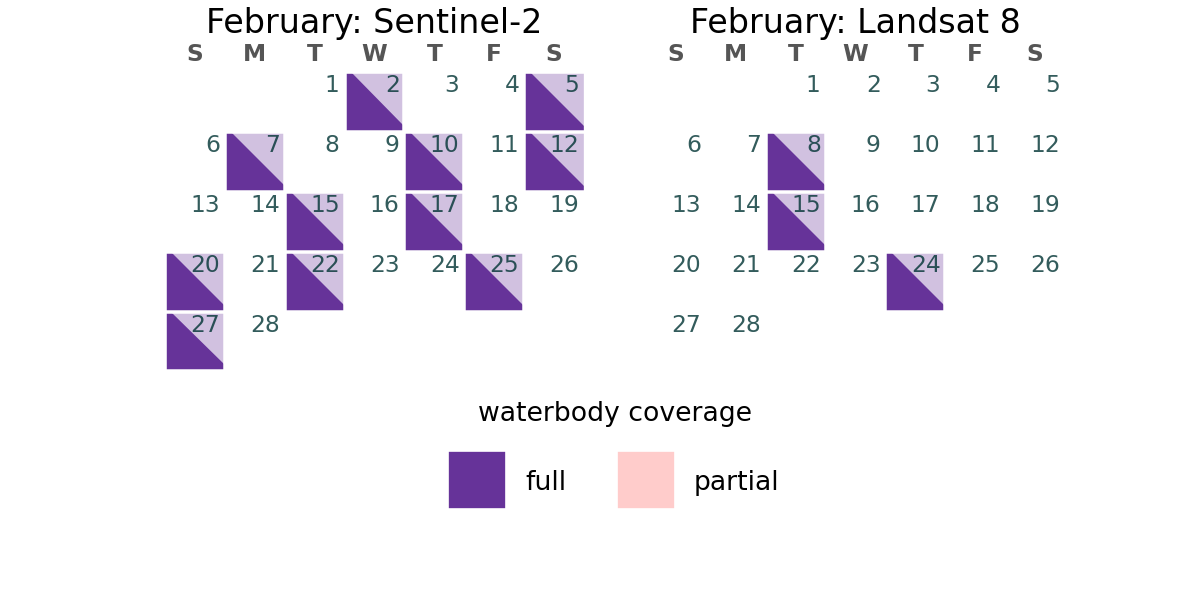 February: Sentinel-2
S M T W T F S
1 2 3 4 5
6 7 8 9 10 11 12
13 14 15 16 17 18 19
20 21 22 23 24 25 26
27 28
February: Landsat 8
S M T W T F S
1 2 3 4 5
6 7 8 9 10 11 12
13 14 15 16 17 18 19
20 21 22 23 24 25 26
27 28
waterbody coverage
full partial